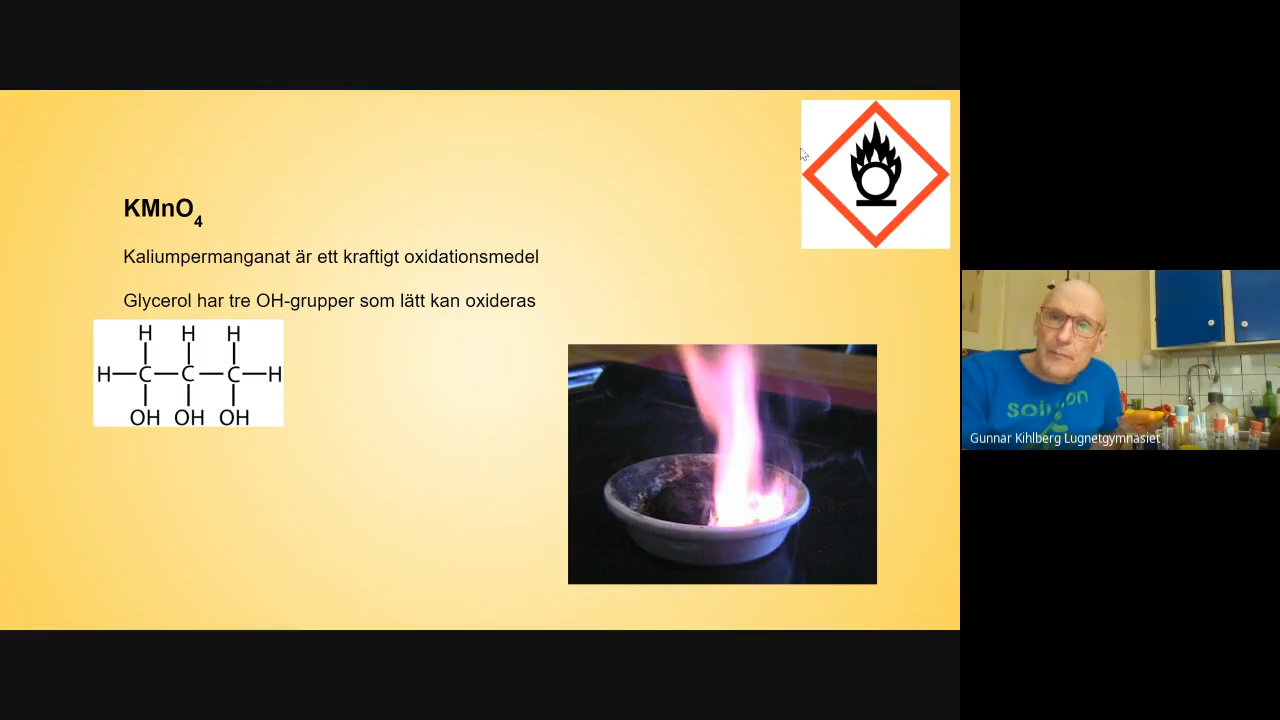 KMnO4
Kaliumpermanganat är ett kraftigt oxidationsmedel
Glycerol har tre OH-grupper som lätt kan oxideras
H H H
H C C C H
OH OH OH
Gunnar Kihlberg Lugnetgymnasiet